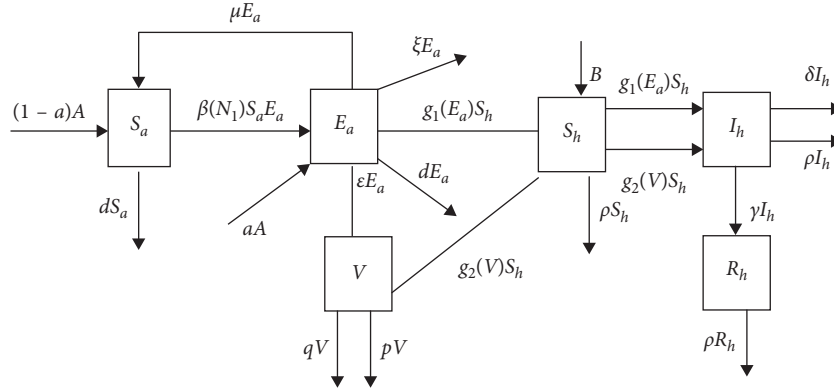 μE_a
ξE_a
B
(1 – a)A
S_a
β(N_1)S_aE_a
E_a
g_1(E_a)S_h
S_h
g_1(E_a)S_h
I_h
δI_h
ρI_h
g_2(V)S_h
dS_a
aA
εE_a
dE_a
ρS_h
γI_h
V
g_2(V)S_h
R_h
qV
pV
ρR_h